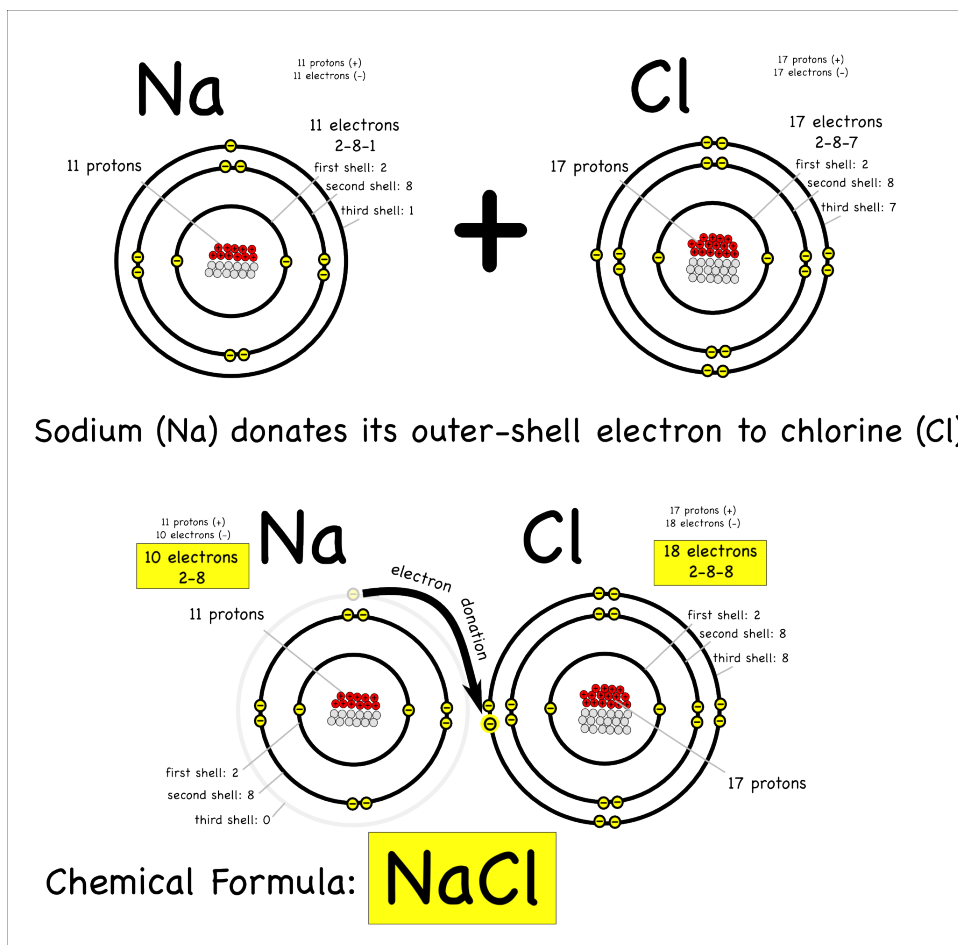 Na
11 protons (+)
11 electrons (-)
11 electrons
2-8-1
11 protons
first shell: 2
second shell: 8
third shell: 1
+
Cl
17 protons (+)
17 electrons (-)
17 electrons
2-8-7
17 protons
first shell: 2
second shell: 8
third shell: 7
Sodium (Na) donates its outer-shell electron to chlorine (Cl)
11 protons (+)
10 electrons (-)
10 electrons
2-8
Na
11 protons
electron donation
first shell: 2
second shell: 8
third shell: 0
Cl
17 protons (+)
18 electrons (-)
18 electrons
2-8-8
first shell: 2
second shell: 8
third shell: 8
17 protons
Chemical Formula: NaCl